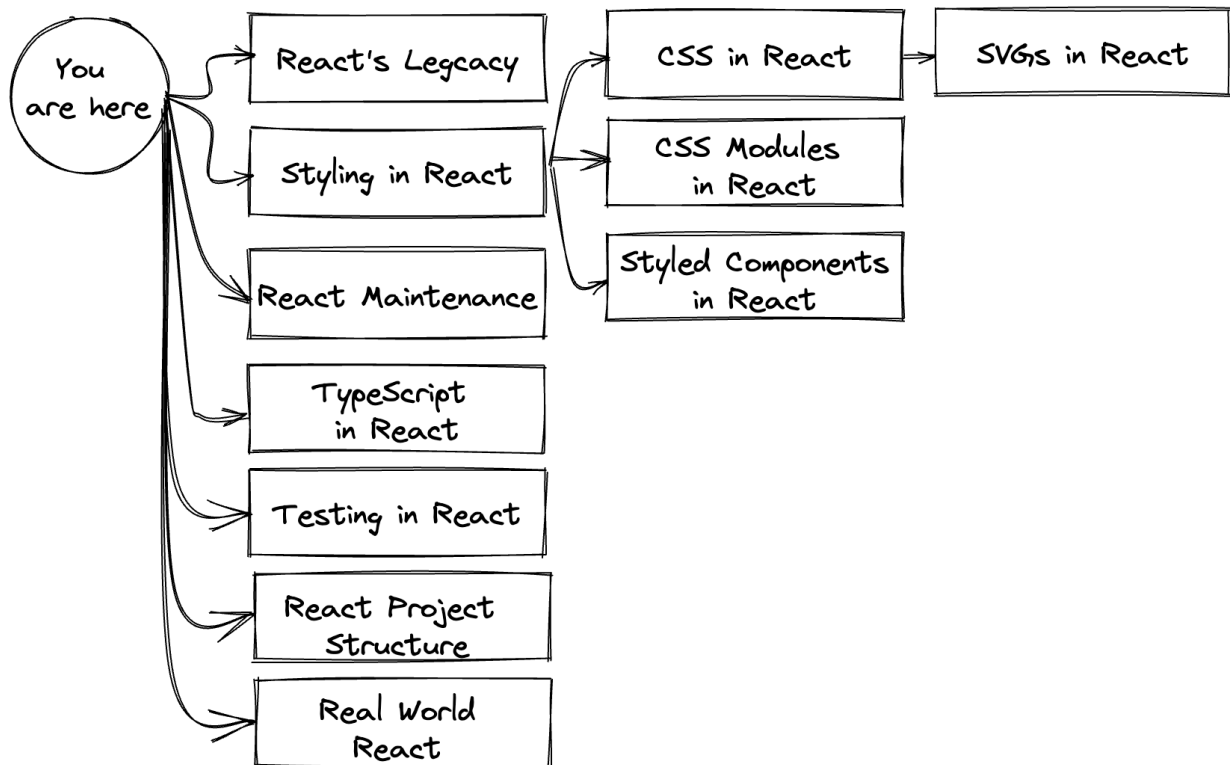 You
are here
React's Legcacy
Styling in React
React Maintenance
TypeScript
in React
Testing in React
React Project
Structure
Real World
React
CSS in React
CSS Modules
in React
Styled Components
in React
SVGs in React